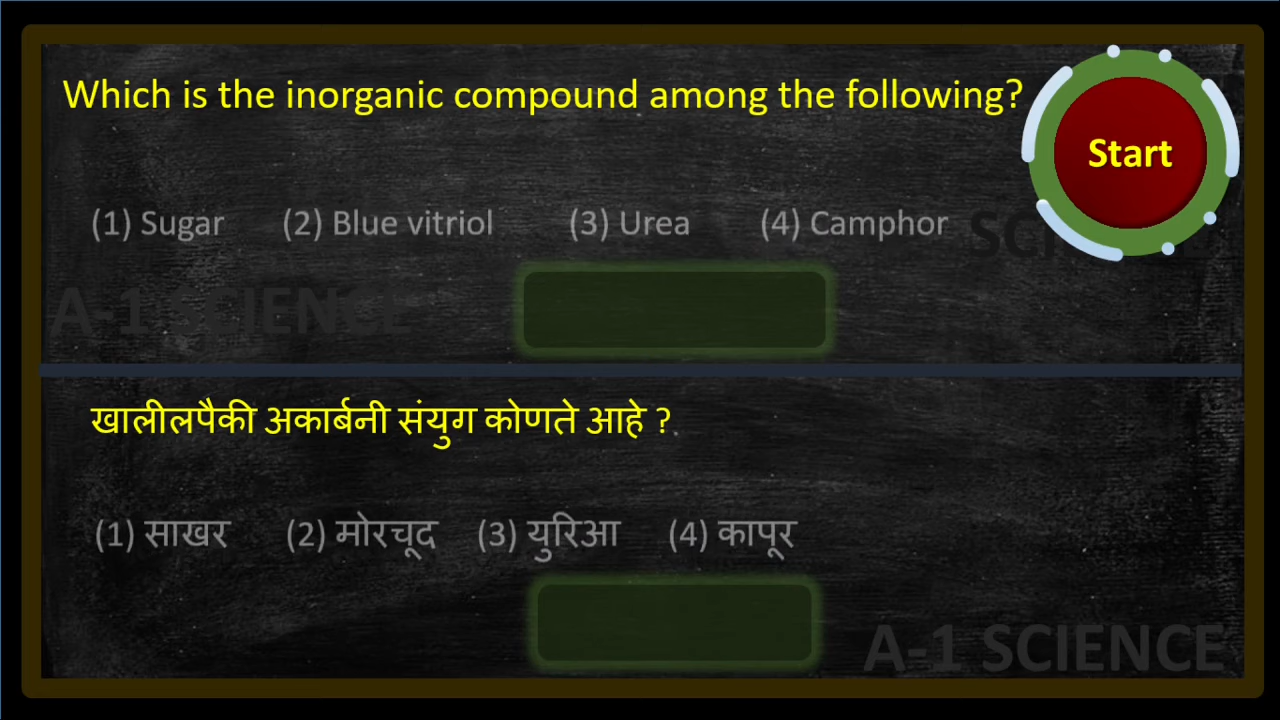 Which is the inorganic compound among the following?
Start
(1) Sugar (2) Blue vitriol (3) Urea (4) Camphor
A-1 SCIENCE
खालीलपैकी अकार्बनी संयुग कोणते आहे ?
(1) साखर (2) मोरचूद (3) युरिआ (4) कापूर
A-1 SCIENCE